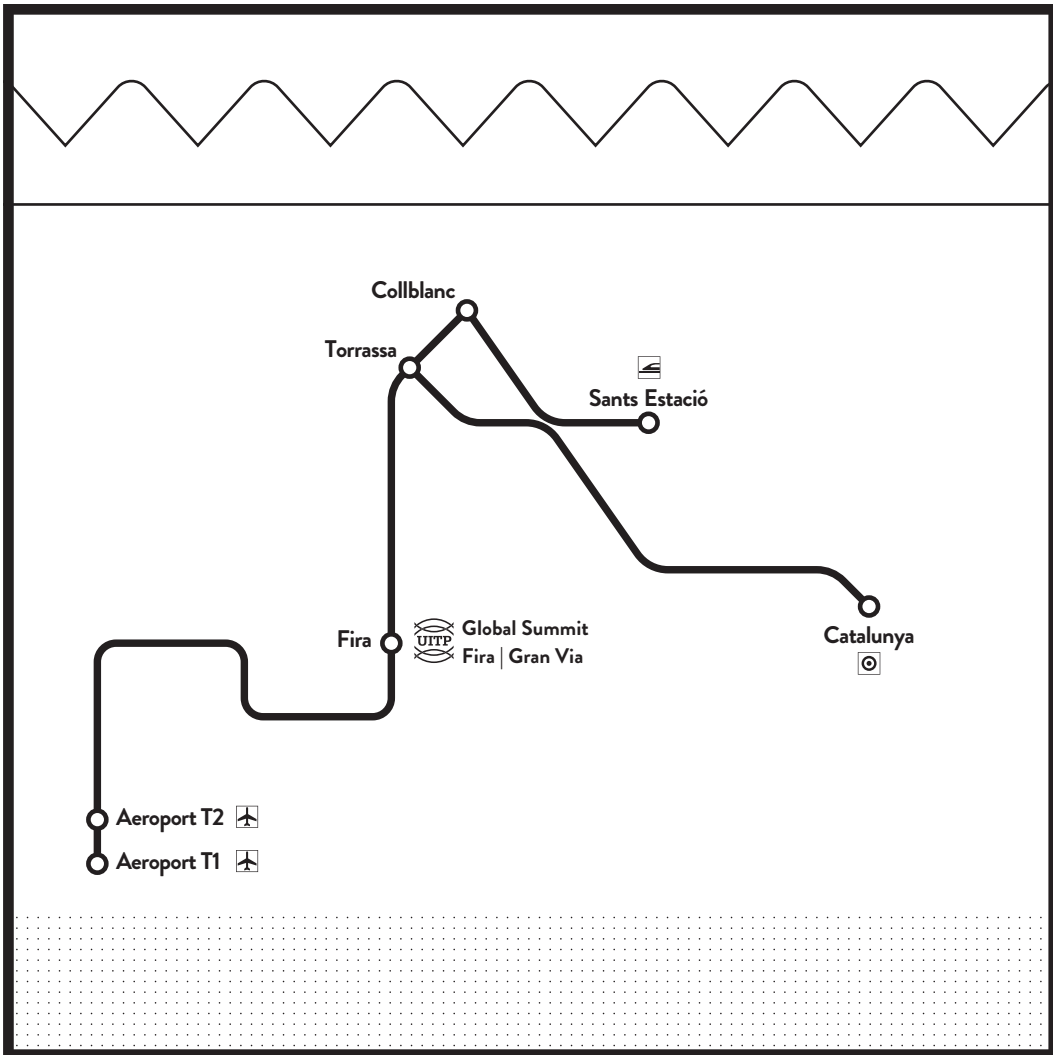 Collblanc
Torrassa
Sants Estació
Fira
UITP
Global Summit
Fira | Gran Via
Catalunya
Aeroport T2
Aeroport T1